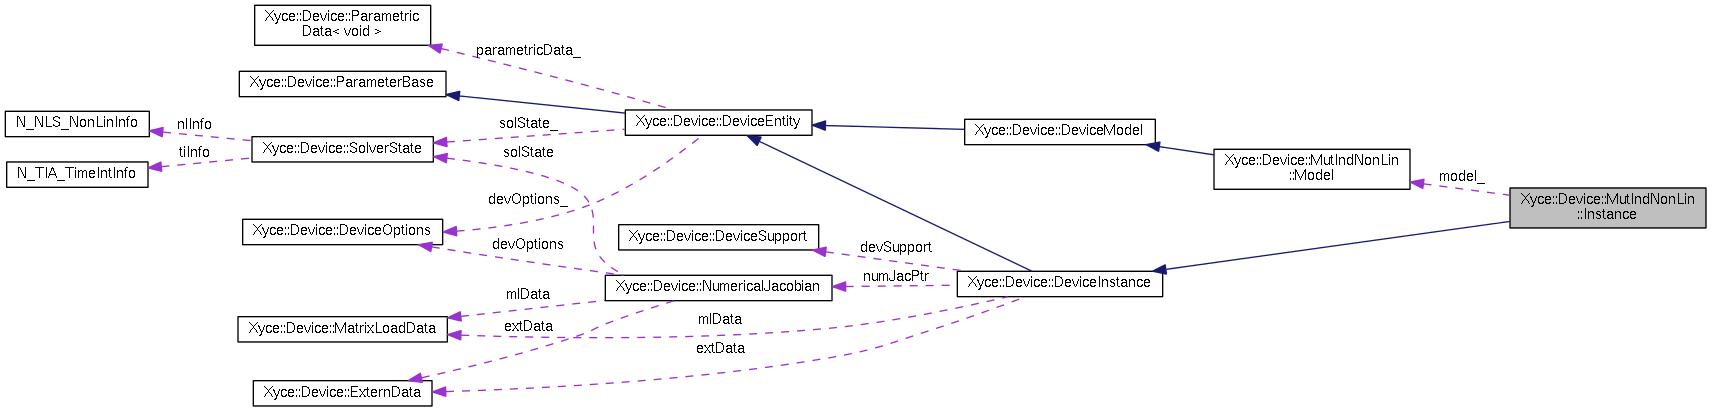 Xyce::Device::Parametric
Data< void >
parametricData_
Xyce::Device::ParameterBase
N_NLS_NonLinInfo
nlInfo
solState_
Xyce::Device::DeviceEntity
Xyce::Device::DeviceModel
Xyce::Device::SolverState
solState
tiInfo
N_TIA_TimeIntInfo
Xyce::Device::MutIndNonLin
::Model
model_
Xyce::Device::MutIndNonLin
::Instance
devOptions_
Xyce::Device::DeviceOptions
devOptions
Xyce::Device::DeviceSupport
devSupport
numJacPtr
Xyce::Device::NumericalJacobian
Xyce::Device::DeviceInstance
mlData
Xyce::Device::MatrixLoadData
extData
mlData
extData
Xyce::Device::ExternData